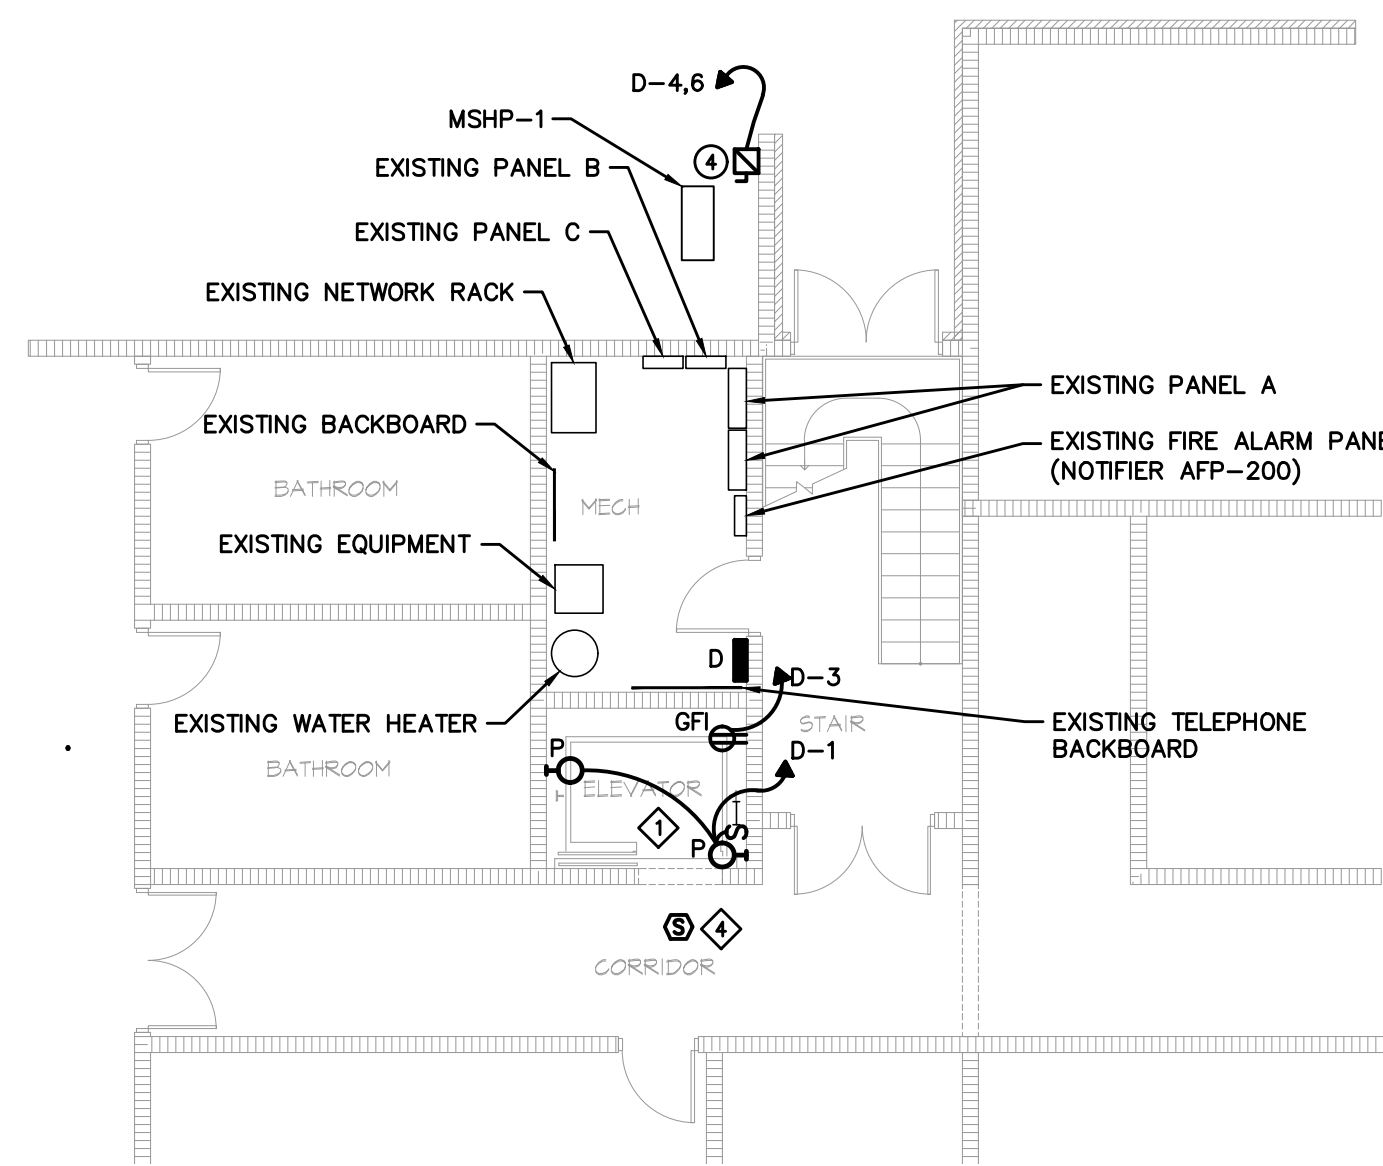 D-4,6
MSHP-1
4
EXISTING PANEL B
EXISTING PANEL C
EXISTING NETWORK RACK
EXISTING PANEL A
EXISTING BACKBOARD
EXISTING FIRE ALARM PANE
(NOTIFIER AFP-200)
BATHROOM
MECH
EXISTING EQUIPMENT
D
D-3
EXISTING WATER HEATER
GFI
STAIR
EXISTING TELEPHONE
BACKBOARD
P
D-1
BATHROOM
ELEVATOR
1
S
P
S
4
CORRIDOR